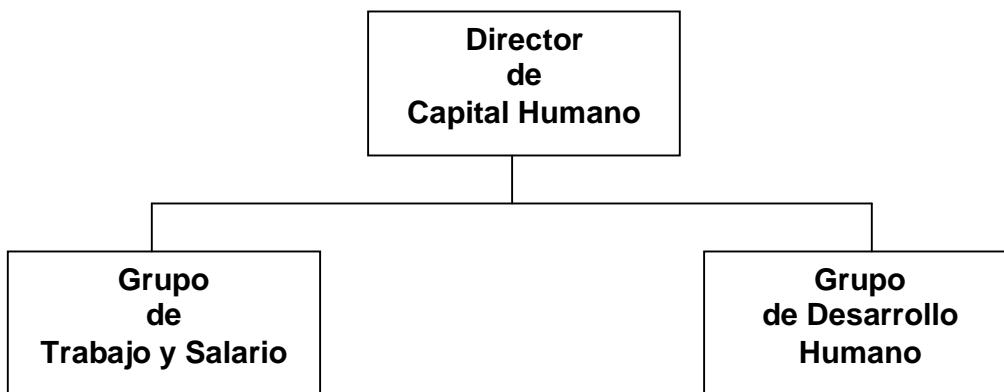 Director
de
Capital Humano
Grupo
de
Trabajo y Salario
Grupo
de Desarrollo
Humano